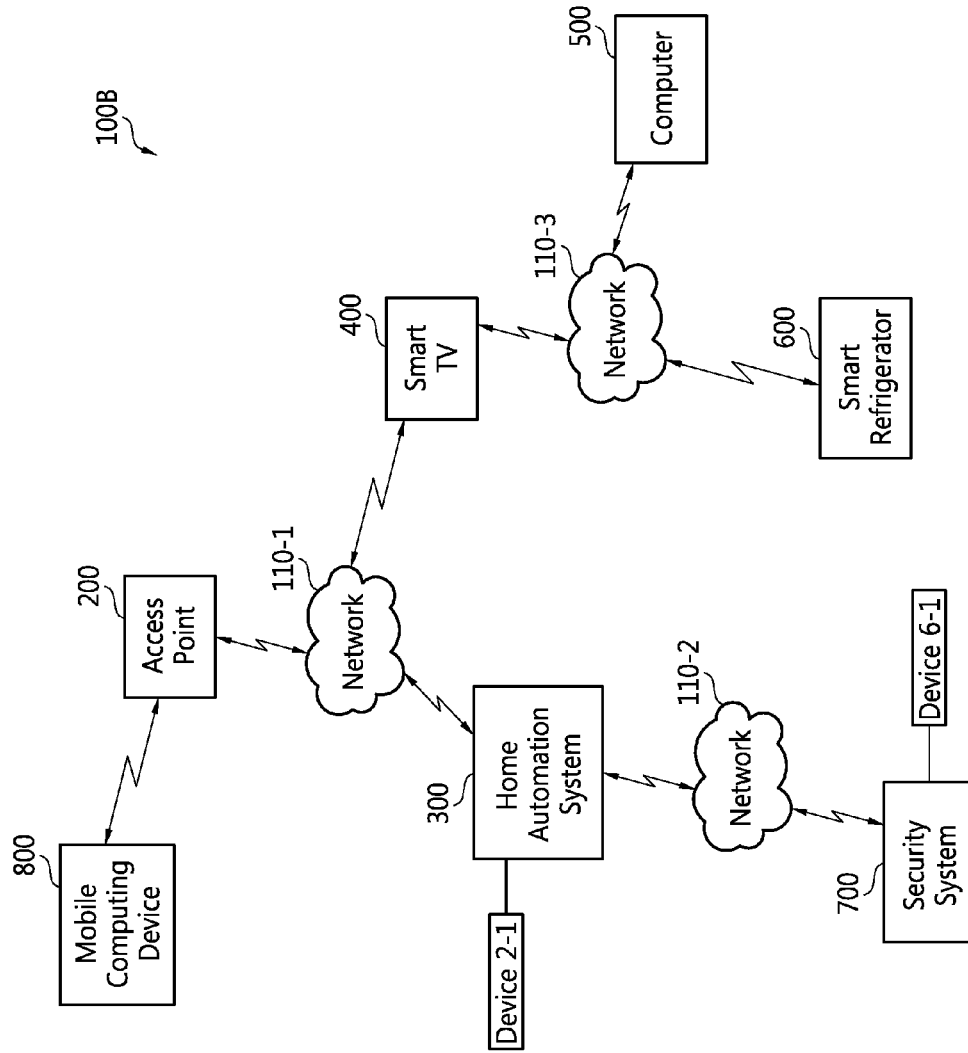 100B
800
Mobile
Computing
Device
200
Access
Point
110-1
Network
Device 2-1
300
Home
Automation
System
400
Smart
TV
110-2
Network
110-3
Network
500
Computer
700
Security
System
Device 6-1
600
Smart
Refrigerator